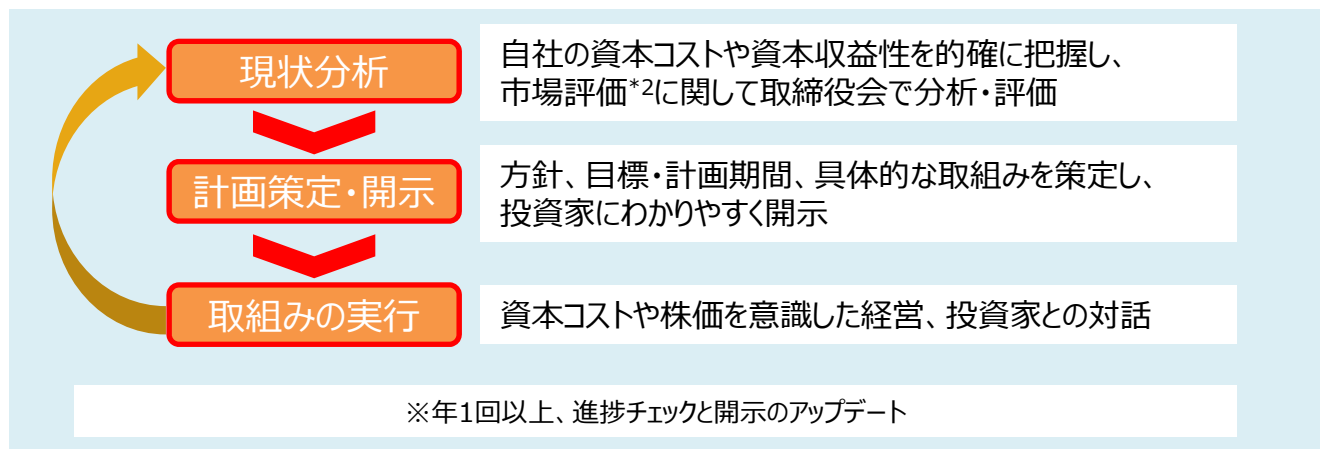 現状分析
自社の資本コストや資本収益性を的確に把握し、
市場評価*2に関して取締役会で分析・評価
計画策定・開示
方針、目標・計画期間、具体的な取組みを策定し、
投資家にわかりやすく開示
取組みの実行
資本コストや株価を意識した経営、投資家との対話
※年1回以上、進捗チェックと開示のアップデート